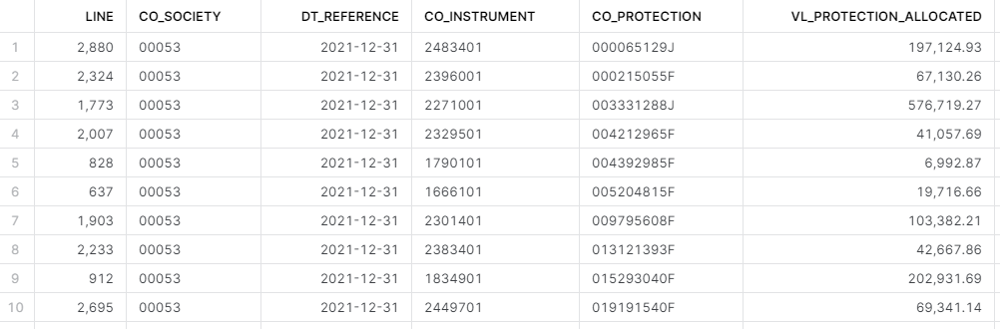 LINE CO_SOCIETY DT_REFERENCE CO_INSTRUMENT CO_PROTECTION VL_PROTECTION_ALLOCATED
1 2,880 00053 2021-12-31 2483401 000065129J 197,124.93
2 2,324 00053 2021-12-31 2396001 000215055F 67,130.26
3 1,773 00053 2021-12-31 2271001 003331288J 576,719.27
4 2,007 00053 2021-12-31 2329501 004212965F 41,057.69
5 828 00053 2021-12-31 1790101 004392985F 6,992.87
6 637 00053 2021-12-31 1666101 005204815F 19,716.66
7 1,903 00053 2021-12-31 2301401 009795608F 103,382.21
8 2,233 00053 2021-12-31 2383401 013121393F 42,667.86
9 912 00053 2021-12-31 1834901 015293040F 202,931.69
10 2,695 00053 2021-12-31 2449701 019191540F 69,341.14